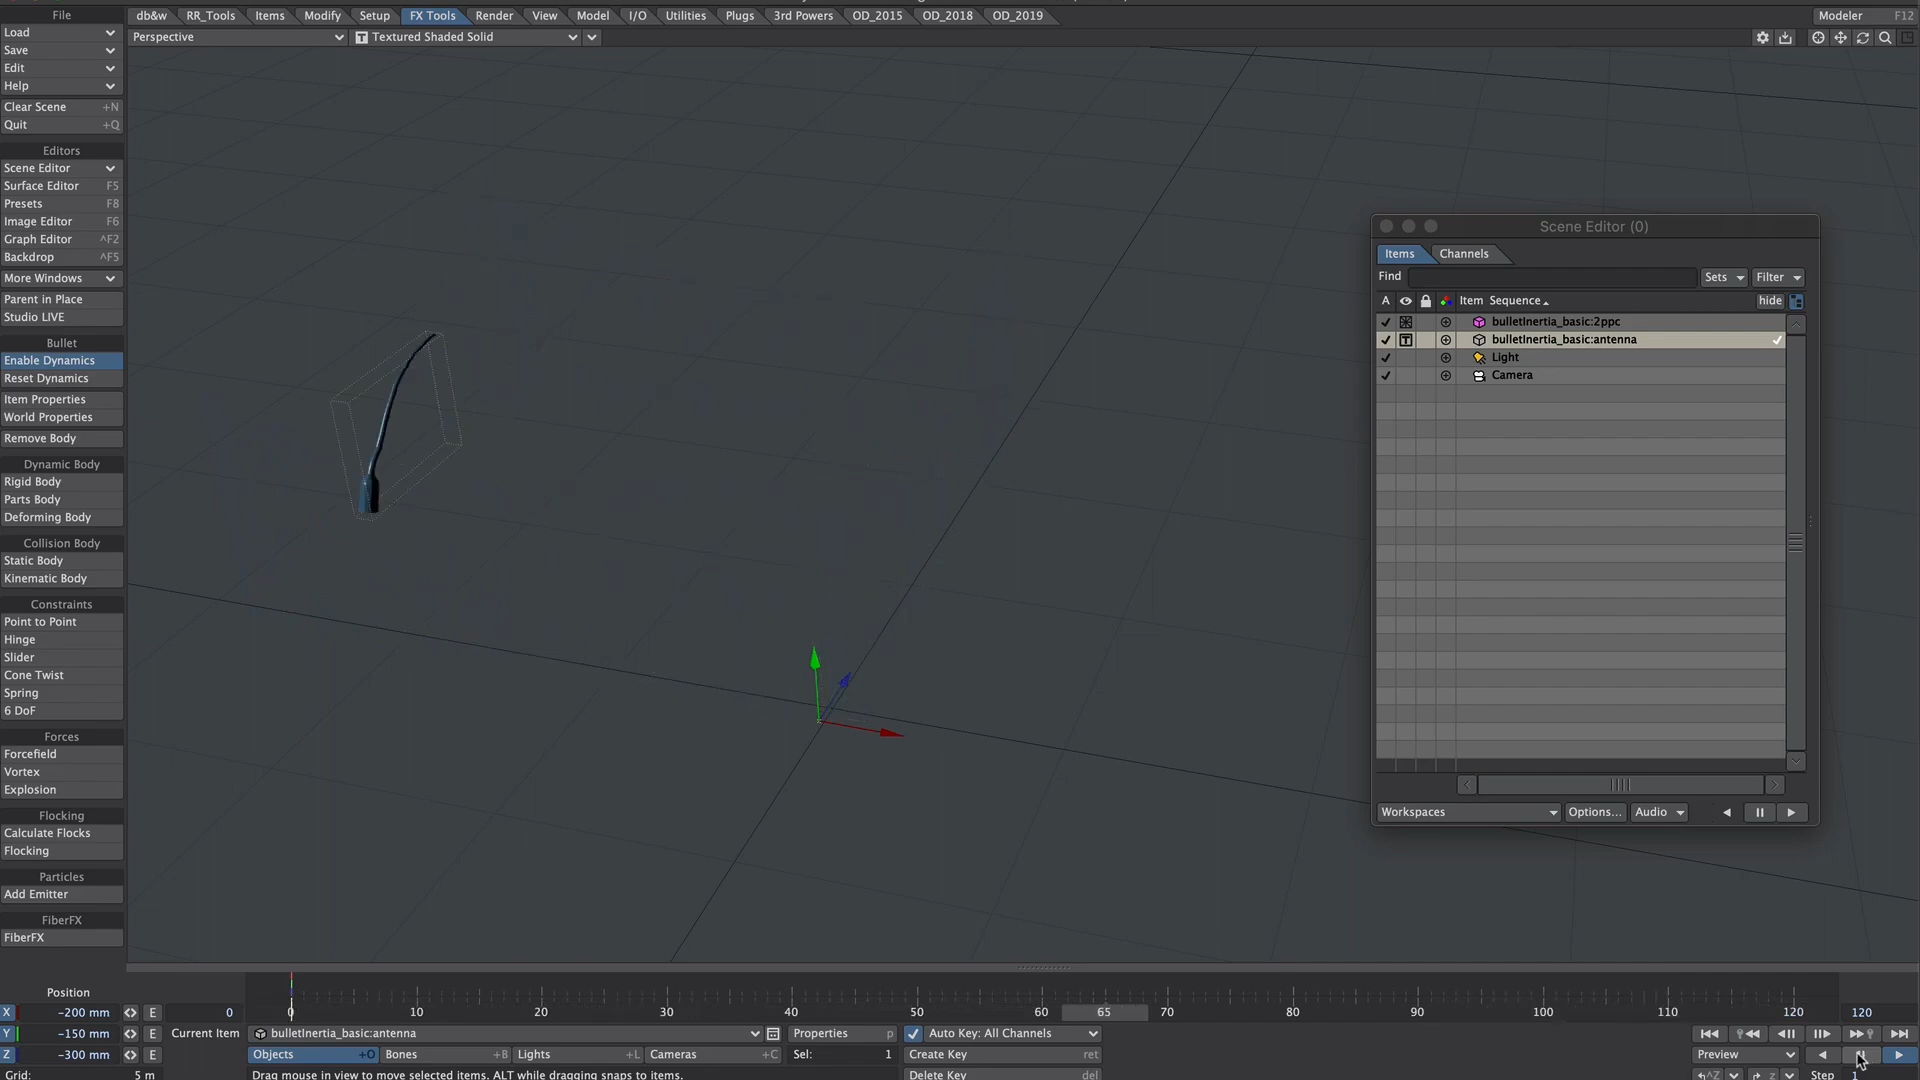 File
db&w RR_Tools Items Modify Setup FX Tools Render View Model I/O Utilities Plugs 3rd Powers OD_2015 OD_2018 OD_2019 Modeler F12
Load
Perspective T Textured Shaded Solid
Save
Edit
Help
Clear Scene +N
Quit +Q
Editors
Scene Editor
Surface Editor F5
Presets F8
Image Editor F6
Graph Editor ^F2
Backdrop ^F5
More Windows
Parent in Place
Studio LIVE
Bullet
Enable Dynamics
Reset Dynamics
Item Properties
World Properties
Remove Body
Dynamic Body
Rigid Body
Parts Body
Deforming Body
Collision Body
Static Body
Kinematic Body
Constraints
Point to Point
Hinge
Slider
Cone Twist
Spring
6 DoF
Forces
Forcefield
Vortex
Explosion
Flocking
Calculate Flocks
Flocking
Particles
Add Emitter
FiberFX
FiberFX
Scene Editor (0)
Items Channels
Find Sets Filter
A Item Sequence hide
bulletInertia_basic:2ppc
T bulletInertia_basic:antenna
Light
Camera
Workspaces Options... Audio
Position
X -200 mm E 0 0 10 20 30 40 50 60 65 70 80 90 100 110 120 120
Y -150 mm E Current Item bulletInertia_basic:antenna Properties p Auto Key: All Channels
Z -300 mm E Objects +O Bones +B Lights +L Cameras +C Sel: 1 Create Key ret Preview
Grid: 5 m Drag mouse in view to move selected items. ALT while dragging snaps to items. Delete Key del ^Z z Step 1